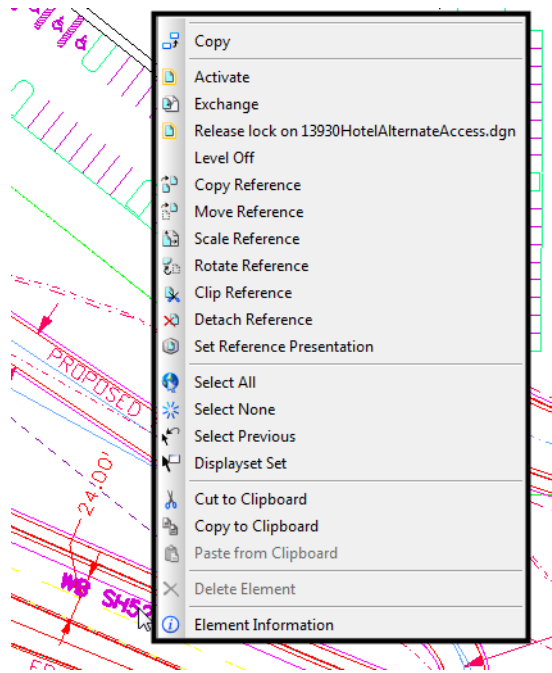 Copy
Activate
Exchange
Release lock on 13930HotelAlternateAccess.dgn
Level Off
Copy Reference
Move Reference
Scale Reference
Rotate Reference
Clip Reference
Detach Reference
Set Reference Presentation
Select All
Select None
Select Previous
Displayset Set
Cut to Clipboard
Copy to Clipboard
Paste from Clipboard
Delete Element
Element Information
PROPOSED
24.00'
WB SH52